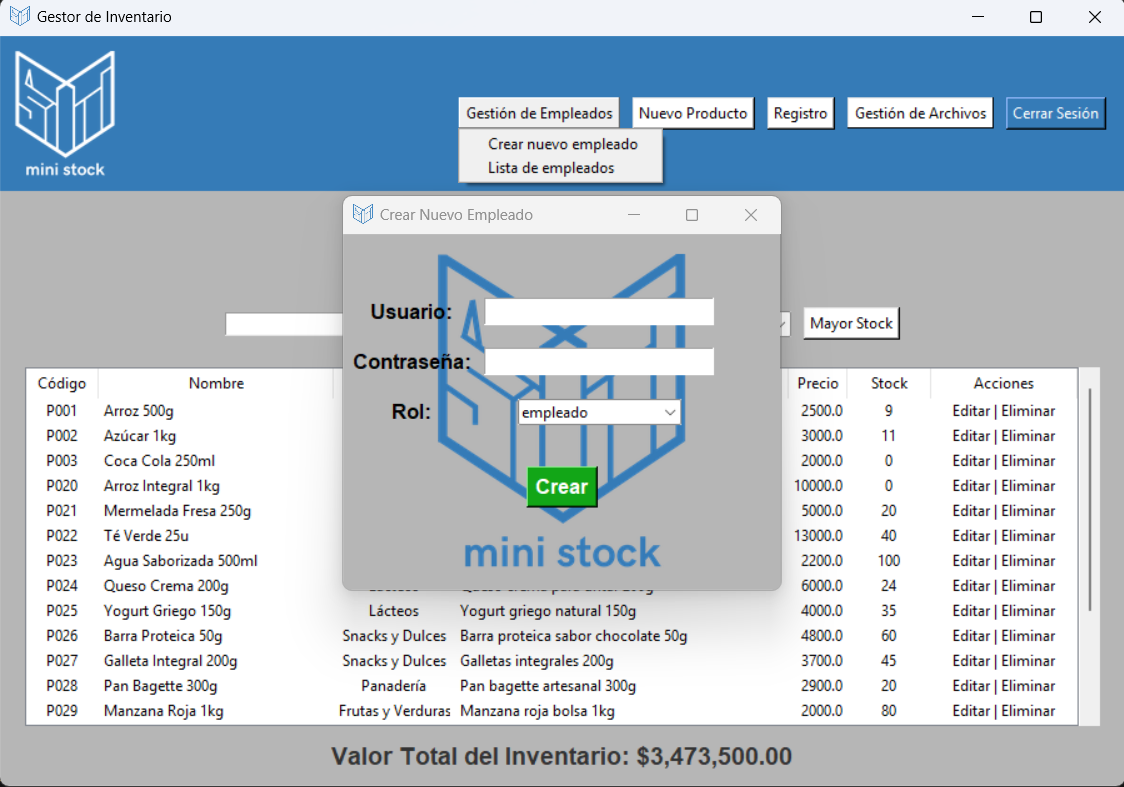 Gestor de Inventario
mini stock
Gestión de Empleados Nuevo Producto Registro Gestión de Archivos Cerrar Sesión
Crear nuevo empleado
Lista de empleados
Crear Nuevo Empleado
Usuario:
Contraseña:
Rol: empleado
Crear
mini stock
Mayor Stock
Código Nombre Precio Stock Acciones
P001 Arroz 500g 2500.0 9 Editar | Eliminar
P002 Azúcar 1kg 3000.0 11 Editar | Eliminar
P003 Coca Cola 250ml 2000.0 0 Editar | Eliminar
P020 Arroz Integral 1kg 10000.0 0 Editar | Eliminar
P021 Mermelada Fresa 250g 5000.0 20 Editar | Eliminar
P022 Té Verde 25u 13000.0 40 Editar | Eliminar
P023 Agua Saborizada 500ml 2200.0 100 Editar | Eliminar
P024 Queso Crema 200g 6000.0 24 Editar | Eliminar
P025 Yogurt Griego 150g Lácteos Yogurt griego natural 150g 4000.0 35 Editar | Eliminar
P026 Barra Proteica 50g Snacks y Dulces Barra proteica sabor chocolate 50g 4800.0 60 Editar | Eliminar
P027 Galleta Integral 200g Snacks y Dulces Galletas integrales 200g 3700.0 45 Editar | Eliminar
P028 Pan Bagette 300g Panadería Pan bagette artesanal 300g 2900.0 20 Editar | Eliminar
P029 Manzana Roja 1kg Frutas y Verduras Manzana roja bolsa 1kg 2000.0 80 Editar | Eliminar
Valor Total del Inventario: $3,473,500.00